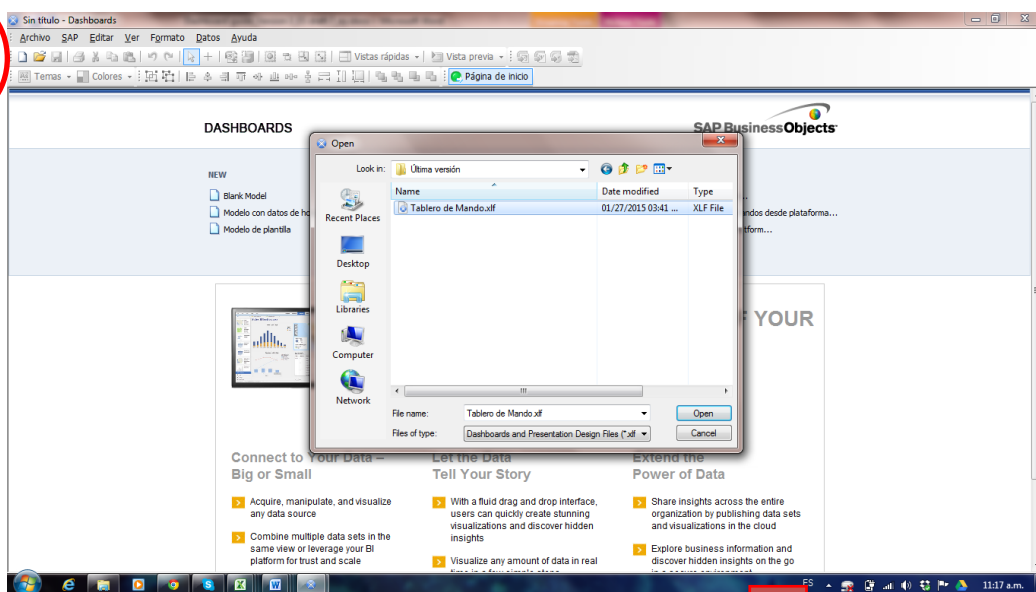 Sin título - Dashboards
Archivo SAP Editar Ver Formato Datos Ayuda
Vistas rápidas Vista previa
Temas Colores Página de inicio
DASHBOARDS
SAP BusinessObjects
NEW
Blank Model
Modelo con datos de
Modelo de plantilla
ndos desde plataforma...
tform...
Open
Look in: Última versión
Name Date modified Type
Tablero de Mando.xlf 01/27/2015 03:41 ... XLF File
Recent Places
Desktop
Libraries
Computer
Network
File name: Tablero de Mando.xlf Open
Files of type: Dashboards and Presentation Design Files (*.xlf Cancel
YOUR
Connect to Your Data –
Big or Small
Acquire, manipulate, and visualize
any data source
Combine multiple data sets in the
same view or leverage your BI
platform for trust and scale
Let the Data
Tell Your Story
With a fluid drag and drop interface,
users can quickly create stunning
visualizations and discover hidden
insights
Visualize any amount of data in real
time in a few simple steps
Extend the
Power of Data
Share insights across the entire
organization by publishing data sets
and visualizations in the cloud
Explore business information and
discover hidden insights on the go
in a secure environment
ES 11:17 a.m.